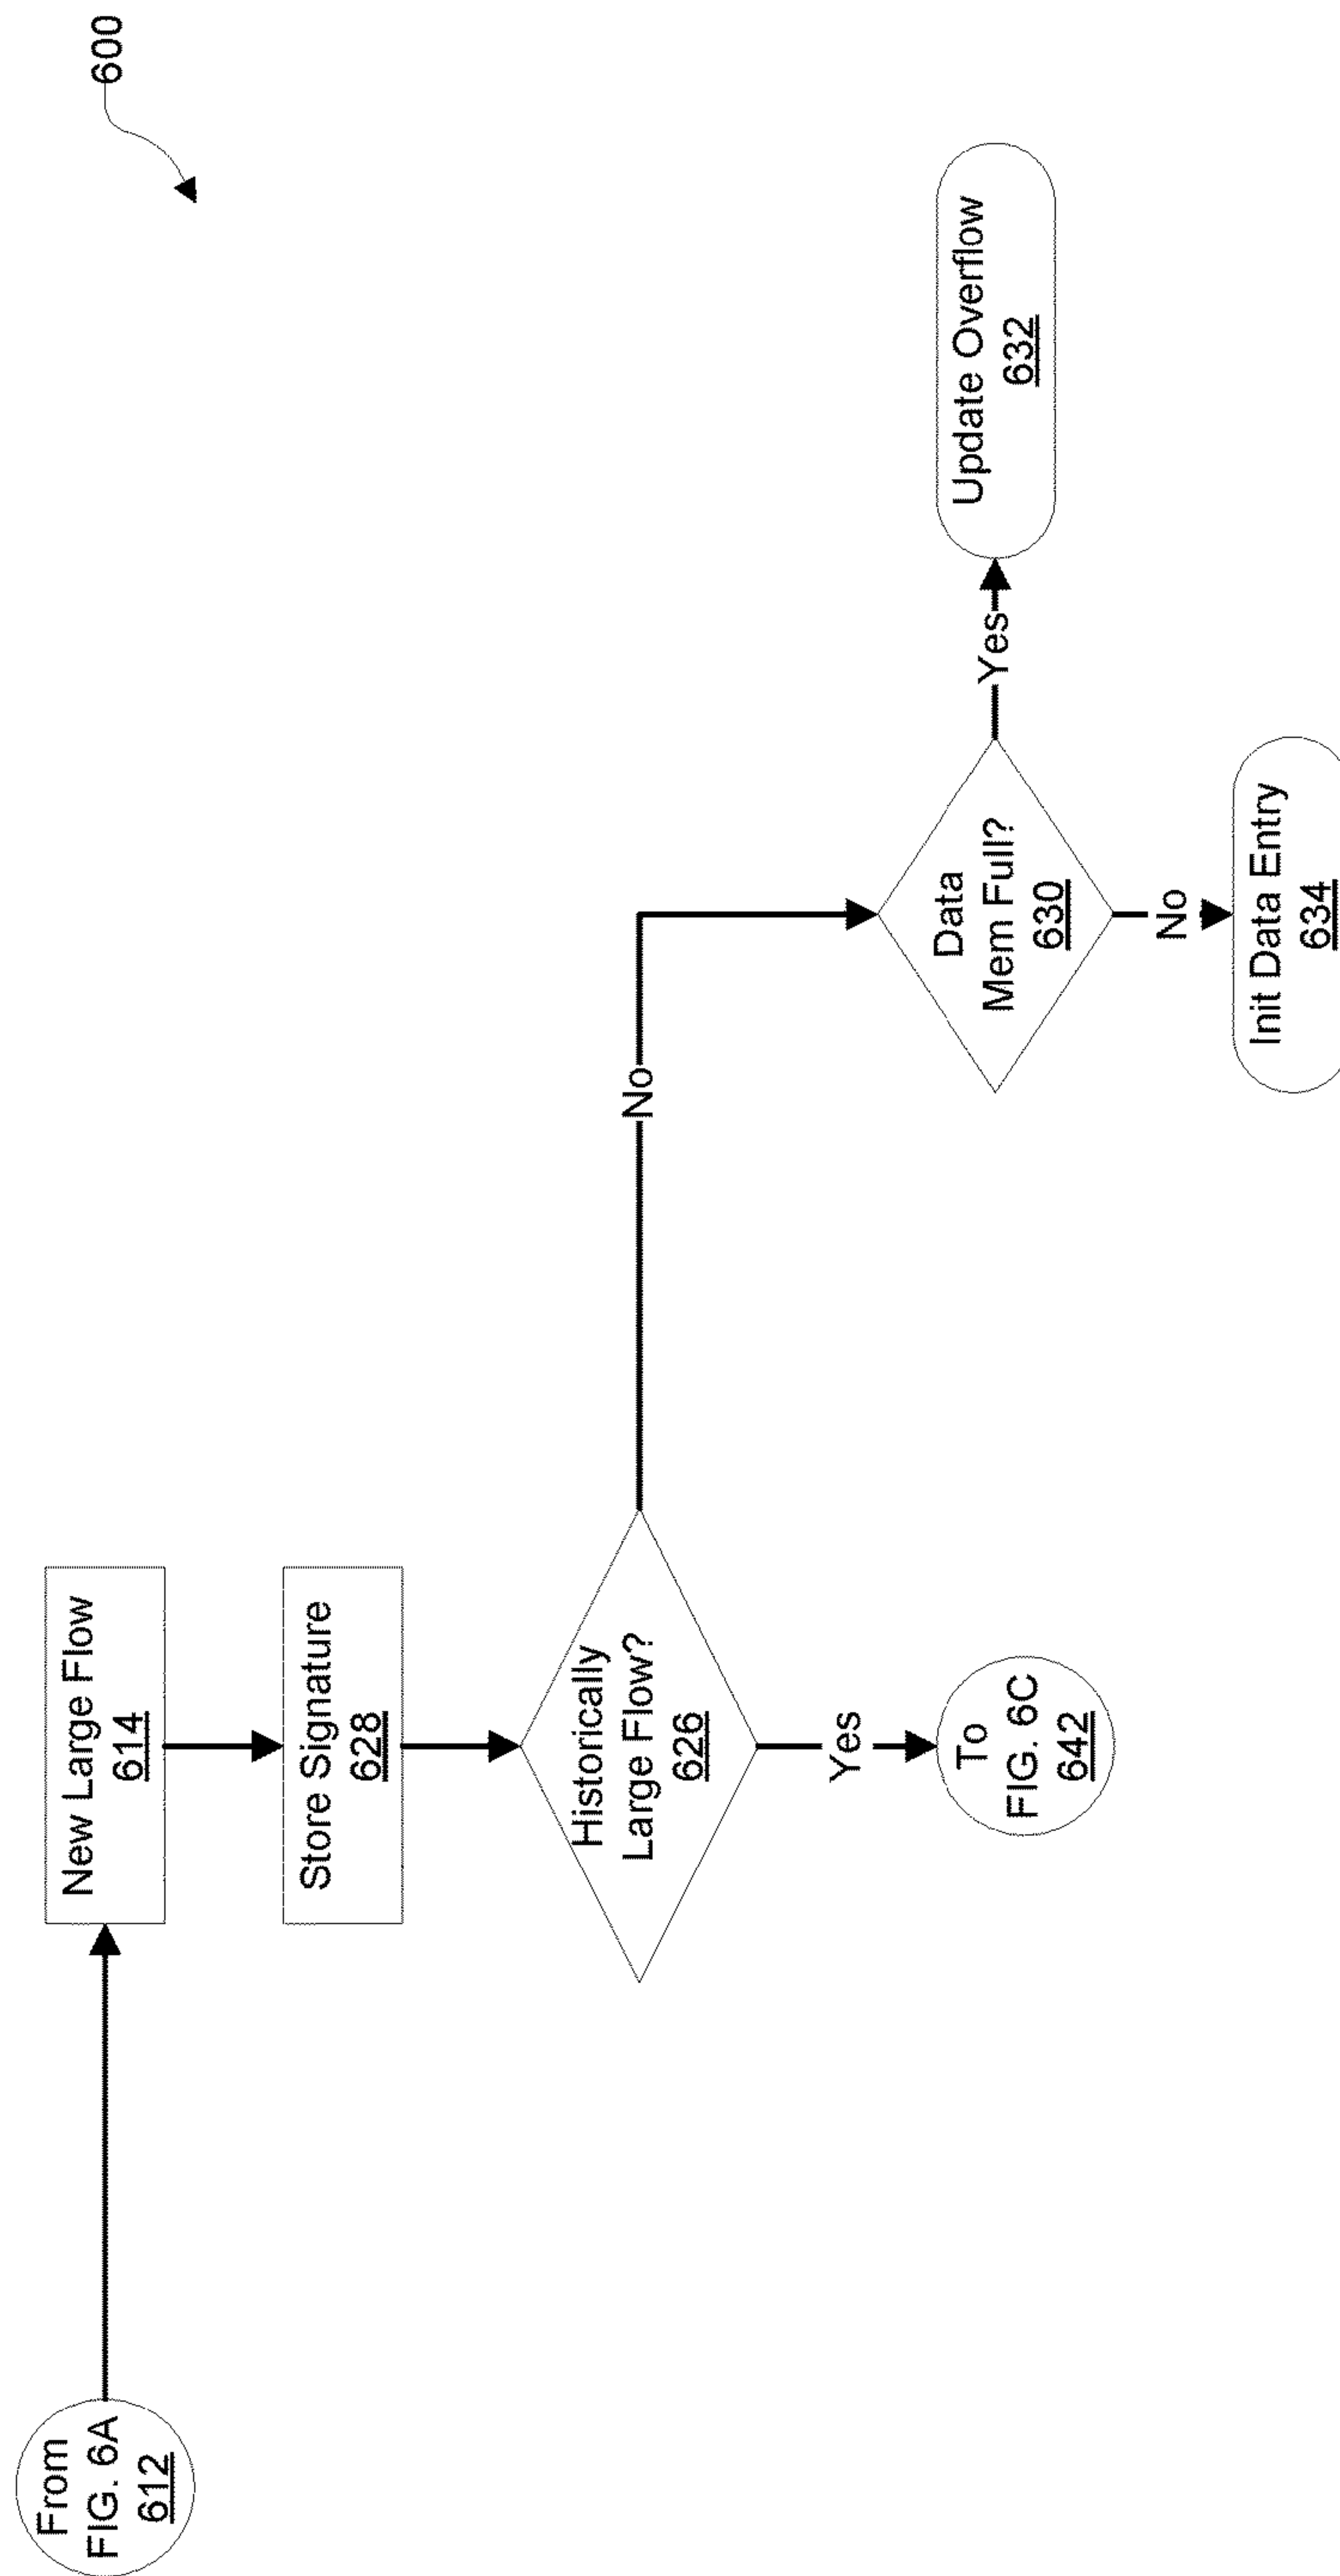 600
From
FIG. 6A
612
New Large Flow
614
Store Signature
628
Historically
Large Flow?
626
No
Yes
To
FIG. 6C
642
Data
Mem Full?
630
Yes
Update Overflow
632
No
Init Data Entry
634